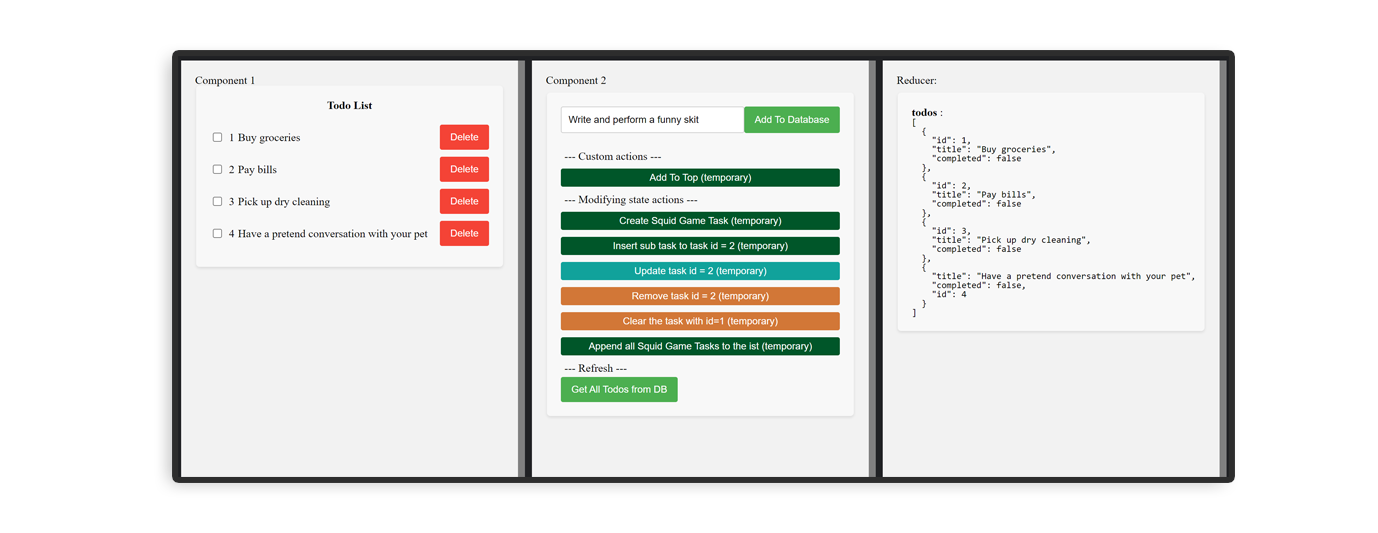 Component 1
Todo List
1 Buy groceries Delete
2 Pay bills Delete
3 Pick up dry cleaning Delete
4 Have a pretend conversation with your pet Delete
Component 2
Write and perform a funny skit Add To Database
--- Custom actions ---
Add To Top (temporary)
--- Modifying state actions ---
Create Squid Game Task (temporary)
Insert sub task to task id = 2 (temporary)
Update task id = 2 (temporary)
Remove task id = 2 (temporary)
Clear the task with id=1 (temporary)
Append all Squid Game Tasks to the ist (temporary)
--- Refresh ---
Get All Todos from DB
Reducer:
todos :
[
{
"id": 1,
"title": "Buy groceries",
"completed": false
},
{
"id": 2,
"title": "Pay bills",
"completed": false
},
{
"id": 3,
"title": "Pick up dry cleaning",
"completed": false
},
{
"title": "Have a pretend conversation with your pet",
"completed": false,
"id": 4
}
]